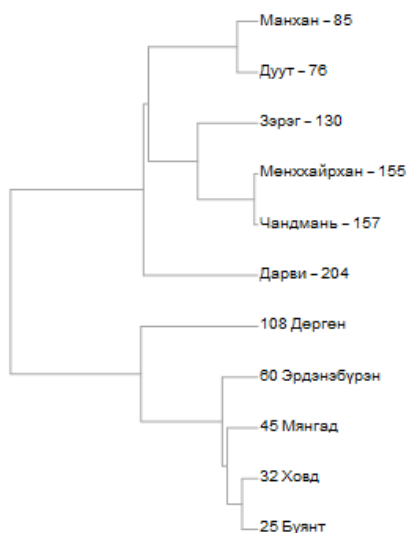 Манхан – 85
Дуут – 76
Зэрэг – 130
Мөнххайрхан – 155
Чандмань – 157
Дарви – 204
108 Дөргөн
60 Эрдэнэбүрэн
45 Мянгад
32 Ховд
25 Буянт